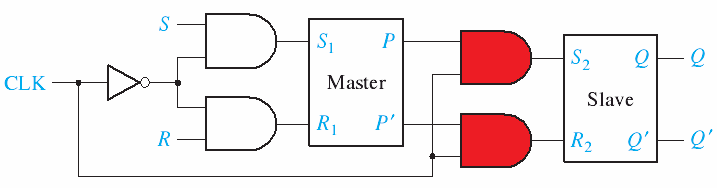 S
S₁ P
S₂ Q Q
CLK
Master
Slave
R₁ P′
R
R₂ Q′ Q′